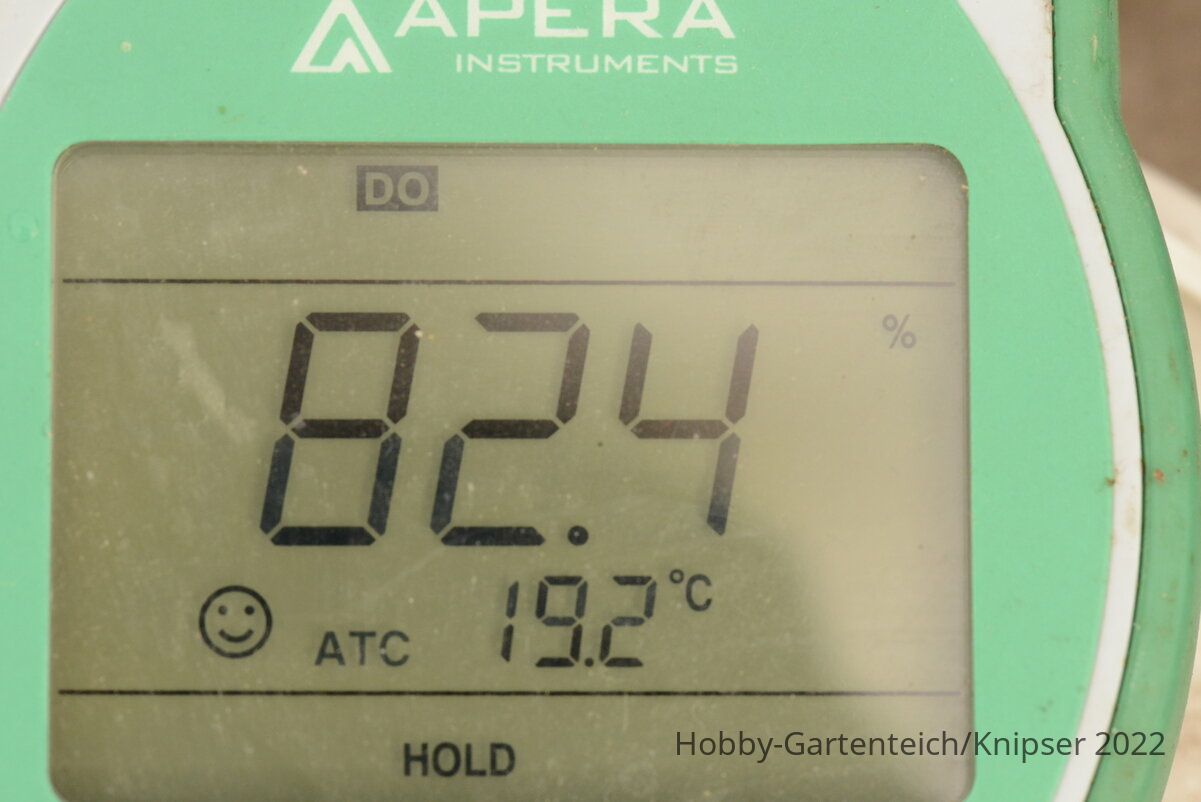 APERA
INSTRUMENTS
DO
82.4 %
ATC 19.2 °C
HOLD
Hobby-Gartenteich/Knipser 2022